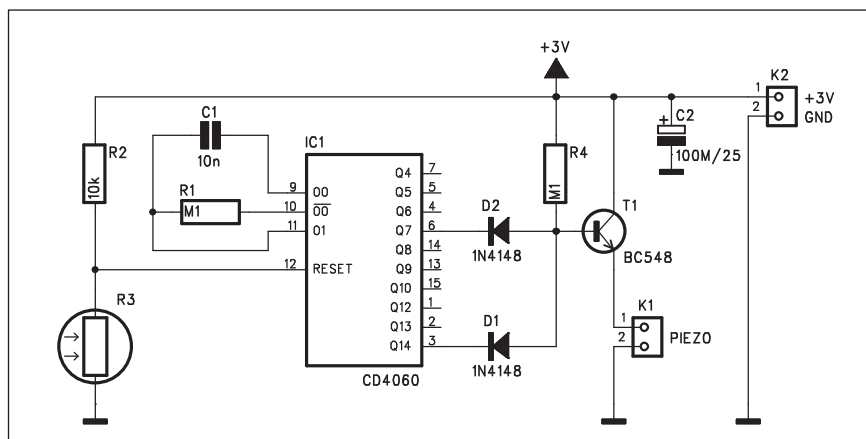 +3V
K2
1
+3V
2
GND
C1
10n
R2
10k
IC1
R1
M1
9
OO
10
OO
11
O1
12
RESET
Q4
7
Q5
5
Q6
4
Q7
6
Q8
14
Q9
13
Q10
15
Q12
1
Q13
2
Q14
3
CD4060
D2
1N4148
D1
1N4148
R4
M1
+
C2
100M/25
T1
BC548
K1
1
2
PIEZO
R3